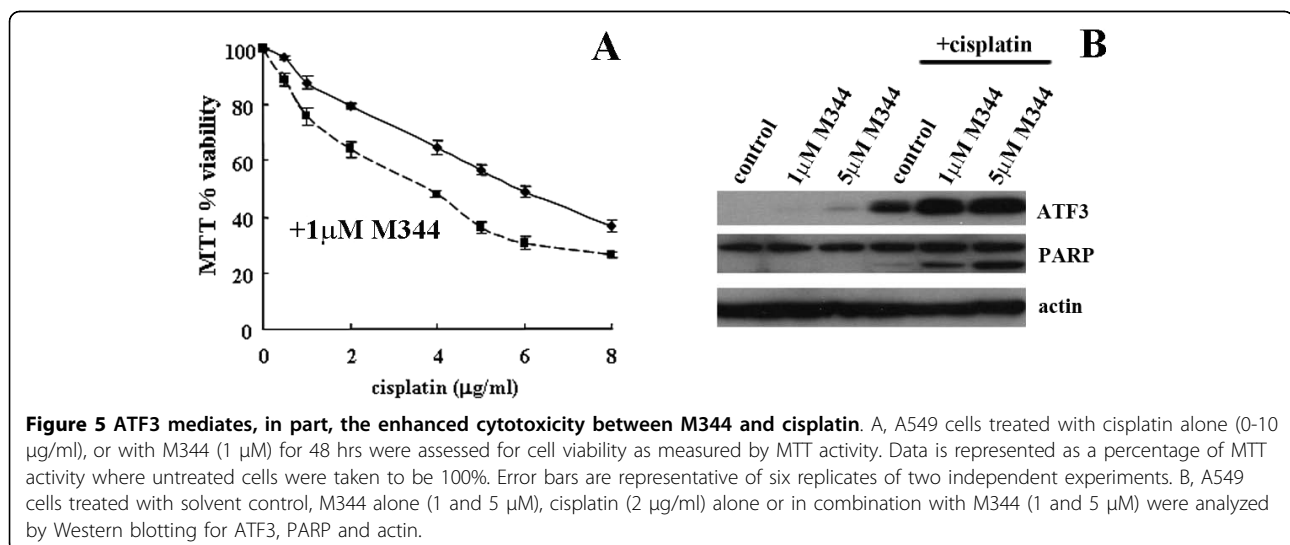 A
100
80
60
40
20
0
MTT % viability
+1μM M344
0 2 4 6 8
cisplatin (μg/ml)
B
+cisplatin
control
1μM M344
5μM M344
control
1μM M344
5μM M344
ATF3
PARP
actin
Figure 5 ATF3 mediates, in part, the enhanced cytotoxicity between M344 and cisplatin. A, A549 cells treated with cisplatin alone (0-10
μg/ml), or with M344 (1 μM) for 48 hrs were assessed for cell viability as measured by MTT activity. Data is represented as a percentage of MTT
activity where untreated cells were taken to be 100%. Error bars are representative of six replicates of two independent experiments. B, A549
cells treated with solvent control, M344 alone (1 and 5 μM), cisplatin (2 μg/ml) alone or in combination with M344 (1 and 5 μM) were analyzed
by Western blotting for ATF3, PARP and actin.